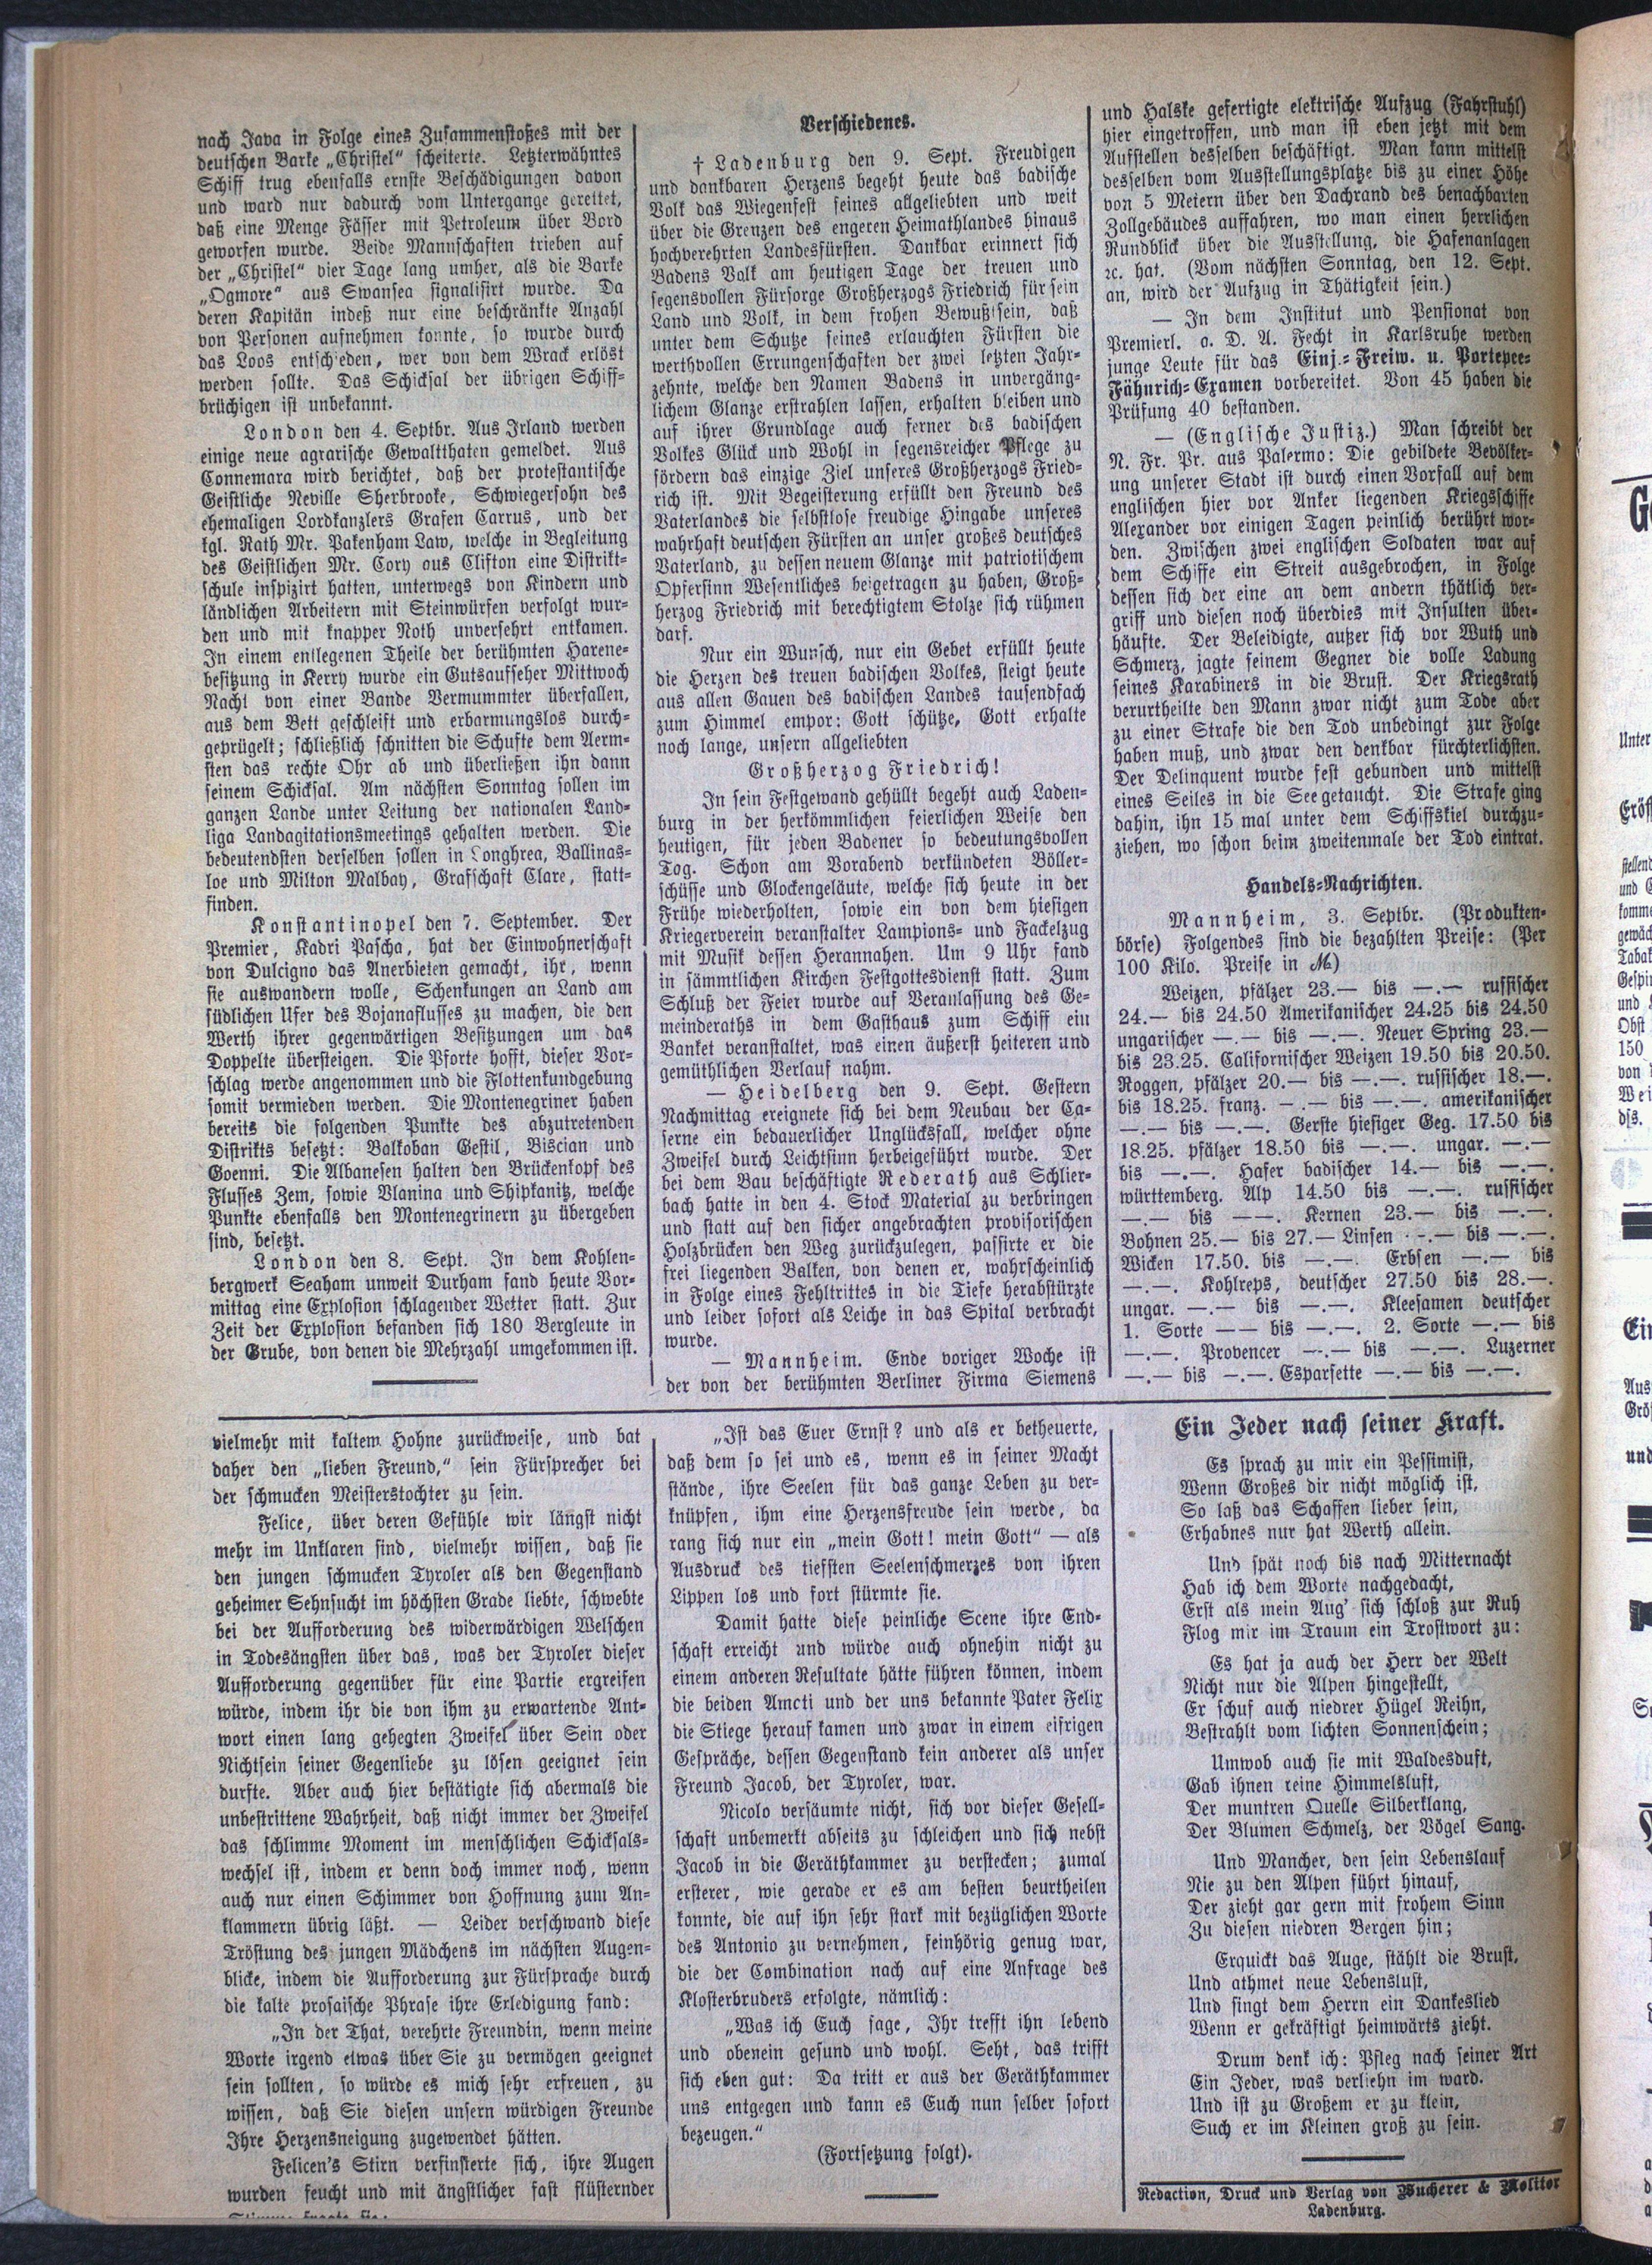 nach Java in Folge eines Zusammenstoßes mit der
deutschen Barke „Christel“ scheiterte. Letzterwähntes
Schiff trug ebenfalls ernste Beschädigungen davon
und ward nur dadurch vom Untergange gerettet,
daß eine Menge Fässer mit Petroleum über Bord
geworfen wurde. Beide Mannschaften trieben auf
der „Christel“ vier Tage lang umher, als die Barke
„Ogmore“ aus Swansea signalisirt wurde. Da
deren Kapitän indeß nur eine beschränkte Anzahl
von Personen aufnehmen konnte, so wurde durch
das Loos entschieden, wer von dem Wrack erlöst
werden sollte. Das Schicksal der übrigen Schiff-
brüchigen ist unbekannt.
London den 4. Septbr. Aus Irland werden
einige neue agrarische Gewaltthaten gemeldet. Aus
Connemara wird berichtet, daß der protestantische
Geistliche Neville Sherbrooke, Schwiegersohn des
ehemaligen Lordkanzlers Grafen Carrus, und der
kgl. Rath Mr. Pakenham Law, welche in Begleitung
des Geistlichen Mr. Cory aus Clifton eine Distrikt-
schule inspizirt hatten, unterwegs von Kindern und
ländlichen Arbeitern mit Steinwürfen verfolgt wur-
den und mit knapper Noth unversehrt entkamen.
In einem entlegenen Theile der berühmten Harene-
besitzung in Kerry wurde ein Gutsaufseher Mittwoch
Nacht von einer Bande Vermummter überfallen,
aus dem Bett geschleift und erbarmungslos durch-
geprügelt; schließlich schnitten die Schufte dem Aerm-
sten das rechte Ohr ab und überließen ihn dann
seinem Schicksal. Am nächsten Sonntag sollen im
ganzen Lande unter Leitung der nationalen Land-
liga Landagitationsmeetings gehalten werden. Die
bedeutendsten derselben sollen in Longhrea, Ballinas-
loe und Milton Malbay, Grafschaft Clare, statt-
finden.
Konstantinopel den 7. September. Der
Premier, Kadri Pascha, hat der Einwohnerschaft
von Dulcigno das Anerbieten gemacht, ihr, wenn
sie auswandern wolle, Schenkungen an Land am
südlichen Ufer des Bojanaflusses zu machen, die den
Werth ihrer gegenwärtigen Besitzungen um das
Doppelte übersteigen. Die Pforte hofft, dieser Vor-
schlag werde angenommen und die Flottenkundgebung
somit vermieden werden. Die Montenegriner haben
bereits die folgenden Punkte des abzutretenden
Distrikts besetzt: Balkoban Gestil, Biscian und
Goenni. Die Albanesen halten den Brückenkopf des
Flusses Zem, sowie Vlanina und Shipkanitz, welche
Punkte ebenfalls den Montenegrinern zu übergeben
sind, besetzt.
London den 8. Sept. In dem Kohlen-
bergwerk Seaham unweit Durham fand heute Vor-
mittag eine Explosion schlagender Wetter statt. Zur
Zeit der Explosion befanden sich 180 Bergleute in
der Grube, von denen die Mehrzahl umgekommen ist.
Verschiedenes.
† Ladenburg den 9. Sept. Freudigen
und dankbaren Herzens begeht heute das badische
Volk das Wiegenfest seines allgeliebten und weit
über die Grenzen des engeren Heimathlandes hinaus
hochverehrten Landesfürsten. Dankbar erinnert sich
Badens Volk am heutigen Tage der treuen und
segensvollen Fürsorge Großherzogs Friedrich für sein
Land und Volk, in dem frohen Bewußtsein, daß
unter dem Schutze seines erlauchten Fürsten die
werthvollen Errungenschaften der zwei letzten Jahr-
zehnte, welche den Namen Badens in unvergäng-
lichem Glanze erstrahlen lassen, erhalten bleiben und
auf ihrer Grundlage auch ferner des badischen
Volkes Glück und Wohl in segensreicher Pflege zu
fördern das einzige Ziel unseres Großherzogs Fried-
rich ist. Mit Begeisterung erfüllt den Freund des
Vaterlandes die selbstlose freudige Hingabe unseres
wahrhaft deutschen Fürsten an unser großes deutsches
Vaterland, zu dessen neuem Glanze mit patriotischem
Opfersinn Wesentliches beigetragen zu haben, Groß-
herzog Friedrich mit berechtigtem Stolze sich rühmen
darf.
Nur ein Wunsch, nur ein Gebet erfüllt heute
die Herzen des treuen badischen Volkes, steigt heute
aus allen Gauen des badischen Landes tausendfach
zum Himmel empor: Gott schütze, Gott erhalte
noch lange, unsern allgeliebten
Großherzog Friedrich!
In sein Festgewand gehüllt begeht auch Laden-
burg in der herkömmlichen feierlichen Weise den
heutigen, für jeden Badener so bedeutungsvollen
Tag. Schon am Vorabend verkündeten Böller-
schüsse und Glockengeläute, welche sich heute in der
Frühe wiederholten, sowie ein von dem hiesigen
Kriegerverein veranstalter Lampions- und Fackelzug
mit Musik dessen Herannahen. Um 9 Uhr fand
in sämmtlichen Kirchen Festgottesdienst statt. Zum
Schluß der Feier wurde auf Veranlassung des Ge-
meinderaths in dem Gasthaus zum Schiff ein
Banket veranstaltet, was einen äußerst heiteren und
gemüthlichen Verlauf nahm.
— Heidelberg den 9. Sept. Gestern
Nachmittag ereignete sich bei dem Neubau der Ca-
serne ein bedauerlicher Unglücksfall, welcher ohne
Zweifel durch Leichtsinn herbeigeführt wurde. Der
bei dem Bau beschäftigte Rederath aus Schlier-
bach hatte in den 4. Stock Material zu verbringen
und statt auf den sicher angebrachten provisorischen
Holzbrücken den Weg zurückzulegen, passirte er die
frei liegenden Balken, von denen er, wahrscheinlich
in Folge eines Fehltrittes in die Tiefe herabstürzte
und leider sofort als Leiche in das Spital verbracht
wurde.
— Mannheim. Ende voriger Woche ist
der von der berühmten Berliner Firma Siemens
und Halske gefertigte elektrische Aufzug (Fahrstuhl)
hier eingetroffen, und man ist eben jetzt mit dem
Aufstellen desselben beschäftigt. Man kann mittelst
desselben vom Ausstellungsplatze bis zu einer Höhe
von 5 Metern über den Dachrand des benachbarten
Zollgebäudes auffahren, wo man einen herrlichen
Rundblick über die Ausstellung, die Hafenanlagen
ꝛc. hat. (Vom nächsten Sonntag, den 12. Sept.
an, wird der Aufzug in Thätigkeit sein.)
— In dem Institut und Pensionat von
Premierl. a. D. A. Fecht in Karlsruhe werden
junge Leute für das Einj.-Freiw. u. Portepee-
Fähnrich-Examen vorbereitet. Von 45 haben die
Prüfung 40 bestanden.
— (Englische Justiz.) Man schreibt der
N. Fr. Pr. aus Palermo: Die gebildete Bevölker-
ung unserer Stadt ist durch einen Vorfall auf dem
englischen hier vor Anker liegenden Kriegsschiffe
Alexander vor einigen Tagen peinlich berührt wor-
den. Zwischen zwei englischen Soldaten war auf
dem Schiffe ein Streit ausgebrochen, in Folge
dessen sich der eine an dem andern thätlich ver-
griff und diesen noch überdies mit Insulten über-
häufte. Der Beleidigte, außer sich vor Wuth und
Schmerz, jagte seinem Gegner die volle Ladung
seines Karabiners in die Brust. Der Kriegsrath
verurtheilte den Mann zwar nicht zum Tode aber
zu einer Strafe die den Tod unbedingt zur Folge
haben muß, und zwar den denkbar fürchterlichsten.
Der Delinquent wurde fest gebunden und mittelst
eines Seiles in die See getaucht. Die Strafe ging
dahin, ihn 15 mal unter dem Schiffskiel durchzu-
ziehen, wo schon beim zweitenmale der Tod eintrat.
Handels-Nachrichten.
Mannheim, 3. Septbr. (Produkten-
börse) Folgendes sind die bezahlten Preise: (Per
100 Kilo. Preise in ℳ)
Weizen, pfälzer 23.— bis —.— russischer
24.— bis 24.50 Amerikanischer 24.25 bis 24.50
ungarischer —.— bis —.—. Neuer Spring 23.—
bis 23.25. Californischer Weizen 19.50 bis 20.50.
Roggen, pfälzer 20.— bis —.—. russischer 18.—.
bis 18.25. franz. —.— bis —.—. amerikanischer
—.— bis —.—. Gerste hiesiger Geg. 17.50 bis
18.25. pfälzer 18.50 bis —.—. ungar. —.—
bis —.—. Hafer badischer 14.— bis —.—.
württemberg. Alp 14.50 bis —.—. russischer
—.— bis ——. Kernen 23.— bis —.—.
Bohnen 25.— bis 27.— Linsen —.— bis —.—.
Wicken 17.50. bis —.—. Erbsen —.— bis
—.—. Kohlreps, deutscher 27.50 bis 28.—.
ungar. —.— bis —.—. Kleesamen deutscher
1. Sorte —— bis —.—. 2. Sorte —.— bis
—.—. Provencer —.— bis —.—. Luzerner
—.— bis —.—. Esparsette —.— bis —.—.
vielmehr mit kaltem Hohne zurückweise, und bat
daher den „lieben Freund,“ sein Fürsprecher bei
der schmucken Meisterstochter zu sein.
Felice, über deren Gefühle wir längst nicht
mehr im Unklaren sind, vielmehr wissen, daß sie
den jungen schmucken Tyroler als den Gegenstand
geheimer Sehnsucht im höchsten Grade liebte, schwebte
bei der Aufforderung des widerwärdigen Welschen
in Todesängsten über das, was der Tyroler dieser
Aufforderung gegenüber für eine Partie ergreifen
würde, indem ihr die von ihm zu erwartende Ant-
wort einen lang gehegten Zweifel über Sein oder
Nichtsein seiner Gegenliebe zu lösen geeignet sein
durfte. Aber auch hier bestätigte sich abermals die
unbestrittene Wahrheit, daß nicht immer der Zweifel
das schlimme Moment im menschlichen Schicksals-
wechsel ist, indem er denn doch immer noch, wenn
auch nur einen Schimmer von Hoffnung zum An-
klammern übrig läßt. — Leider verschwand diese
Tröstung des jungen Mädchens im nächsten Augen-
blicke, indem die Aufforderung zur Fürsprache durch
die kalte prosaische Phrase ihre Erledigung fand:
„In der That, verehrte Freundin, wenn meine
Worte irgend etwas über Sie zu vermögen geeignet
sein sollten, so würde es mich sehr erfreuen, zu
wissen, daß Sie diesen unsern würdigen Freunde
Ihre Herzensneigung zugewendet hätten.
Felicen's Stirn verfinsterte sich, ihre Augen
wurden feucht und mit ängstlicher fast flüsternder
„Ist das Euer Ernst? und als er betheuerte,
daß dem so sei und es, wenn es in seiner Macht
stände, ihre Seelen für das ganze Leben zu ver-
knüpfen, ihm eine Herzensfreude sein werde, da
rang sich nur ein „mein Gott! mein Gott“ — als
Ausdruck des tiefsten Seelenschmerzes von ihren
Lippen los und fort stürmte sie.
Damit hatte diese peinliche Scene ihre End-
schaft erreicht und würde auch ohnehin nicht zu
einem anderen Resultate hätte führen können, indem
die beiden Amcti und der uns bekannte Pater Felix
die Stiege herauf kamen und zwar in einem eifrigen
Gespräche, dessen Gegenstand kein anderer als unser
Freund Jacob, der Tyroler, war.
Nicolo versäumte nicht, sich vor dieser Gesell-
schaft unbemerkt abseits zu schleichen und sich nebst
Jacob in die Geräthkammer zu verstecken; zumal
ersterer, wie gerade er es am besten beurtheilen
konnte, die auf ihn sehr stark mit bezüglichen Worte
des Antonio zu vernehmen, feinhörig genug war,
die der Combination nach auf eine Anfrage des
Klosterbruders erfolgte, nämlich:
„Was ich Euch sage, Ihr trefft ihn lebend
und obenein gesund und wohl. Seht, das trifft
sich eben gut: Da tritt er aus der Geräthkammer
uns entgegen und kann es Euch nun selber sofort
bezeugen.“
(Fortsetzung folgt).
Ein Jeder nach seiner Kraft.
Es sprach zu mir ein Pessimist,
Wenn Großes dir nicht möglich ist,
So laß das Schaffen lieber sein,
Erhabnes nur hat Werth allein.
Und spät noch bis nach Mitternacht
Hab ich dem Worte nachgedacht,
Erst als mein Aug' sich schloß zur Ruh
Flog mir im Traum ein Trostwort zu:
Es hat ja auch der Herr der Welt
Nicht nur die Alpen hingestellt,
Er schuf auch niedrer Hügel Reihn,
Bestrahlt vom lichten Sonnenschein;
Umwob auch sie mit Waldesduft,
Gab ihnen reine Himmelsluft,
Der muntren Quelle Silberklang,
Der Blumen Schmelz, der Vögel Sang.
Und Mancher, den sein Lebenslauf
Nie zu den Alpen führt hinauf,
Der zieht gar gern mit frohem Sinn
Zu diesen niedren Bergen hin;
Erquickt das Auge, stählt die Brust,
Und athmet neue Lebenslust,
Und singt dem Herrn ein Dankeslied
Wenn er gekräftigt heimwärts zieht.
Drum denk ich: Pfleg nach seiner Art
Ein Jeder, was verliehn im ward.
Und ist zu Großem er zu klein,
Such er im Kleinen groß zu sein.
Redaction, Druck und Verlag von Bucherer & Molitor
Ladenburg.